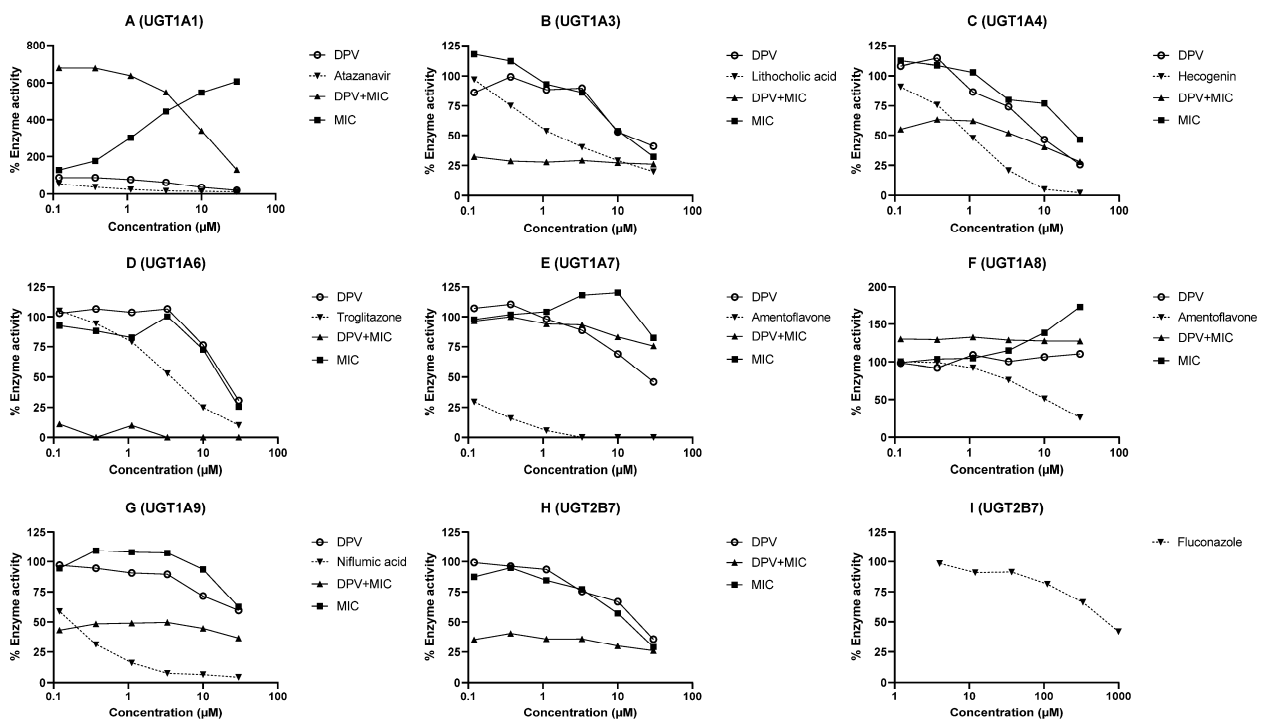 A (UGT1A1)
% Enzyme activity
800
600
400
200
0
0.1
1
10
100
Concentration (µM)
DPV
Atazanavir
DPV+MIC
MIC
B (UGT1A3)
% Enzyme activity
125
100
75
50
25
0
0.1
1
10
100
Concentration (µM)
DPV
Lithocholic acid
DPV+MIC
MIC
C (UGT1A4)
% Enzyme activity
125
100
75
50
25
0
0.1
1
10
100
Concentration (µM)
DPV
Hecogenin
DPV+MIC
MIC
D (UGT1A6)
% Enzyme activity
125
100
75
50
25
0
0.1
1
10
100
Concentration (µM)
DPV
Troglitazone
DPV+MIC
MIC
E (UGT1A7)
% Enzyme activity
125
100
75
50
25
0
0.1
1
10
100
Concentration (µM)
DPV
Amentoflavone
DPV+MIC
MIC
F (UGT1A8)
% Enzyme activity
200
150
100
50
0
0.1
1
10
100
Concentration (µM)
DPV
Amentoflavone
DPV+MIC
MIC
G (UGT1A9)
% Enzyme activity
125
100
75
50
25
0
0.1
1
10
100
Concentration (µM)
DPV
Niflumic acid
DPV+MIC
MIC
H (UGT2B7)
% Enzyme activity
125
100
75
50
25
0
0.1
1
10
100
Concentration (µM)
DPV
DPV+MIC
MIC
I (UGT2B7)
% Enzyme activity
125
100
75
50
25
0
1
10
100
1000
Concentration (µM)
Fluconazole